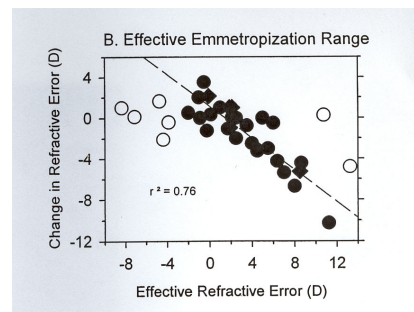 B. Effective Emmetropization Range
Change in Refractive Error (D)
4
0
-4
-8
-12
r² = 0.76
-8 -4 0 4 8 12
Effective Refractive Error (D)